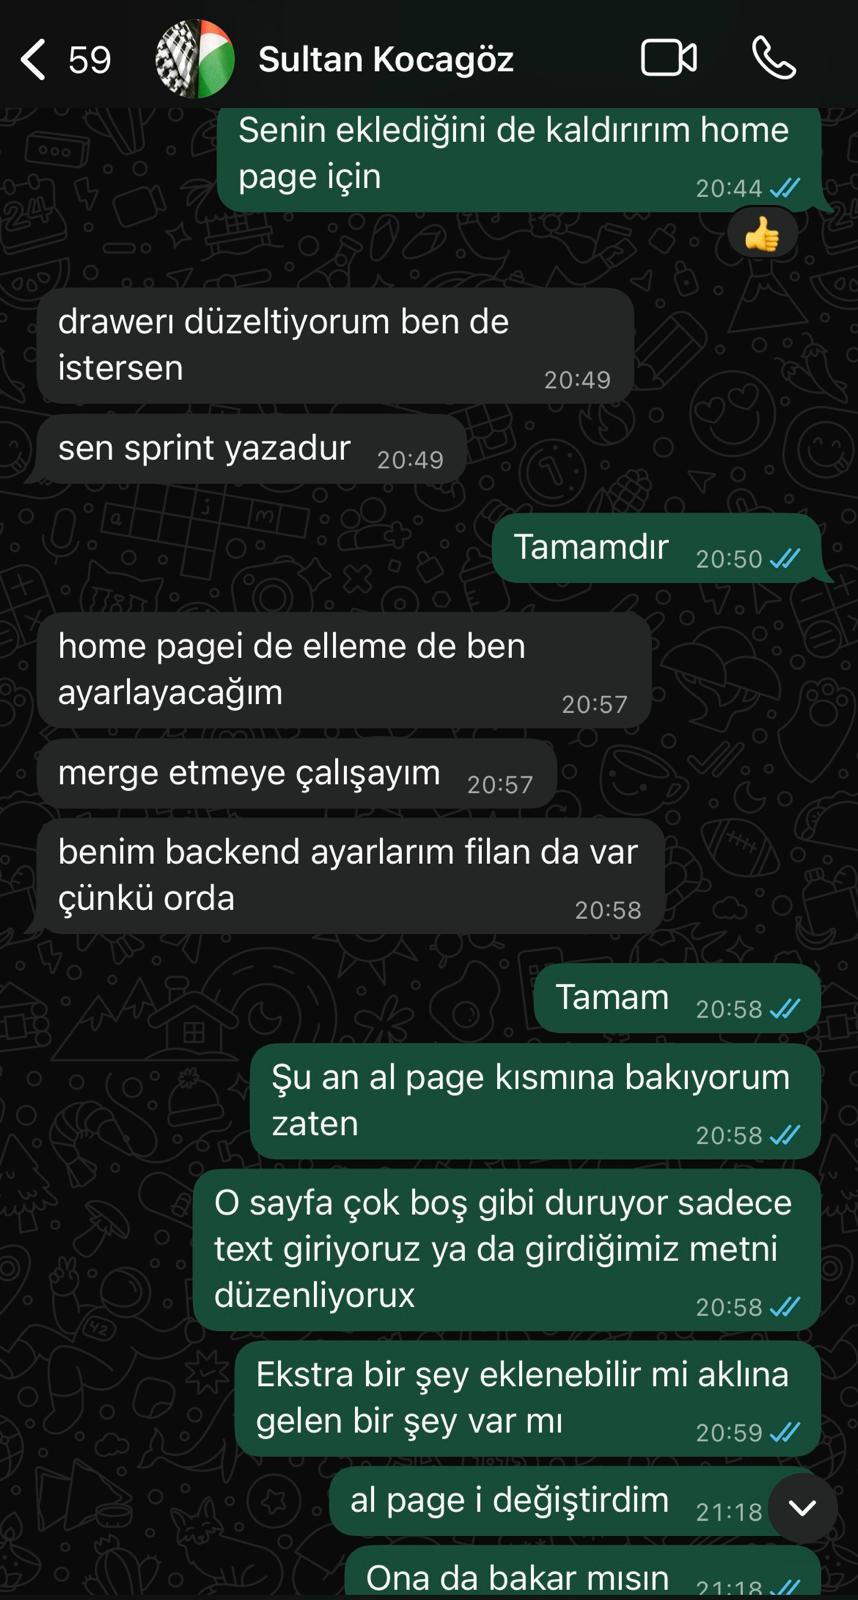 59
Sultan Kocagöz
Senin eklediğini de kaldırırım home
page için
20:44
drawerı düzeltiyorum ben de
istersen
20:49
sen sprint yazadur 20:49
Tamamdır 20:50
home pagei de elleme de ben
ayarlayacağım
20:57
merge etmeye çalışayım 20:57
benim backend ayarlarım filan da var
çünkü orda
20:58
Tamam 20:58
Şu an al page kısmına bakıyorum
zaten
20:58
O sayfa çok boş gibi duruyor sadece
text giriyoruz ya da girdiğimiz metni
düzenliyorux
20:58
Ekstra bir şey eklenebilir mi aklına
gelen bir şey var mı
20:59
al page i değiştirdim 21:18
Ona da bakar mısın 21:18